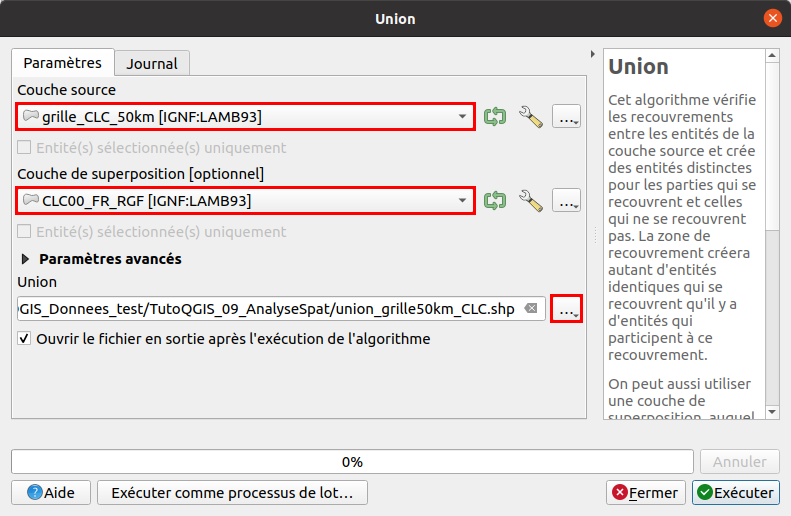 Union
Paramètres
Journal
Couche source
grille_CLC_50km [IGNF:LAMB93]
...
Entité(s) sélectionnée(s) uniquement
Couche de superposition [optionnel]
CLC00_FR_RGF [IGNF:LAMB93]
...
Entité(s) sélectionnée(s) uniquement
Paramètres avancés
Union
GIS_Donnees_test/TutoQGIS_09_AnalyseSpat/union_grille50km_CLC.shp
...
Ouvrir le fichier en sortie après l'exécution de l'algorithme
Union
Cet algorithme vérifie
les recouvrements
entre les entités de la
couche source et crée
des entités distinctes
pour les parties qui se
recouvrent et celles
qui ne se recouvrent
pas. La zone de
recouvrement créera
autant d'entités
identiques qui se
recouvrent qu'il y a
d'entités qui
participent à ce
recouvrement.
On peut aussi utiliser
une couche de
superposition, auquel
0%
Annuler
Aide
Exécuter comme processus de lot…
Fermer
Exécuter